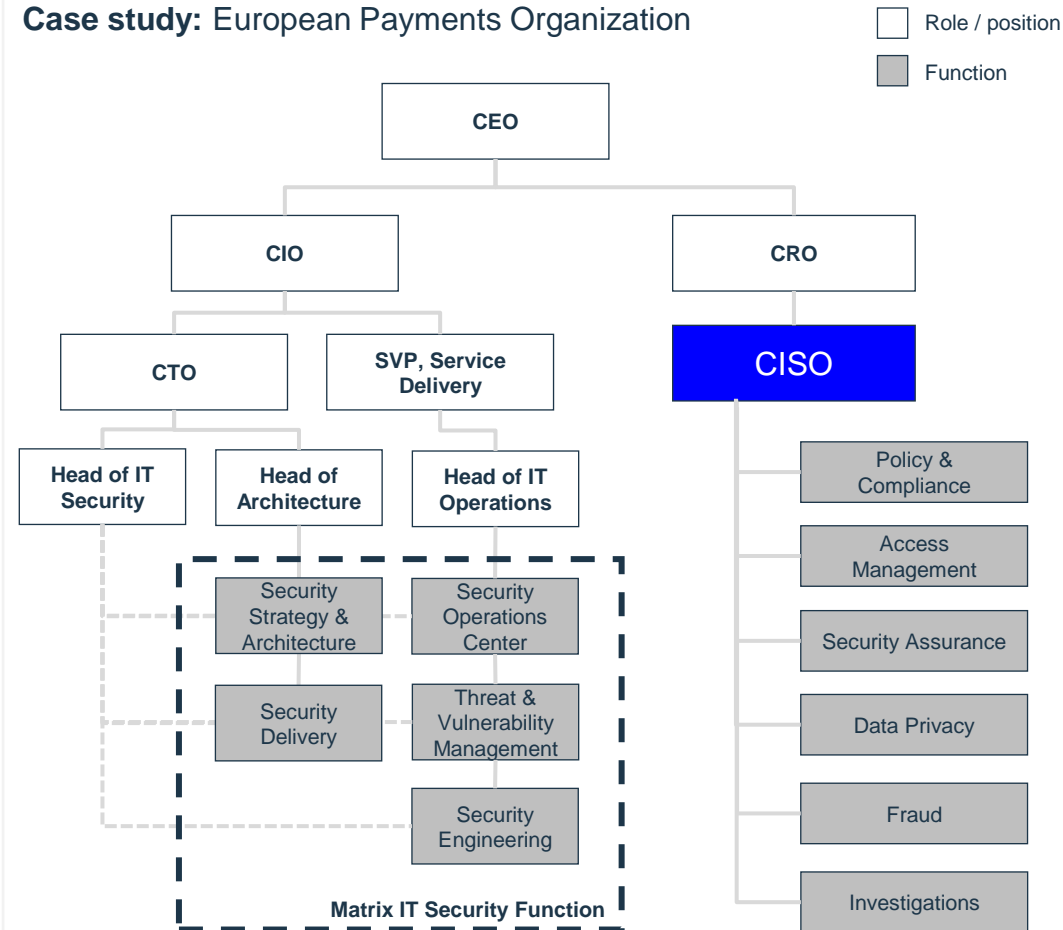 Case study: European Payments Organization
Role / position
Function
CEO
CIO
CRO
CTO
SVP, Service
Delivery
CISO
Head of IT
Security
Head of
Architecture
Head of IT
Operations
Policy &
Compliance
Access
Management
Security
Strategy &
Architecture
Security
Operations
Center
Security Assurance
Security
Delivery
Threat &
Vulnerability
Management
Data Privacy
Security
Engineering
Fraud
Investigations
Matrix IT Security Function